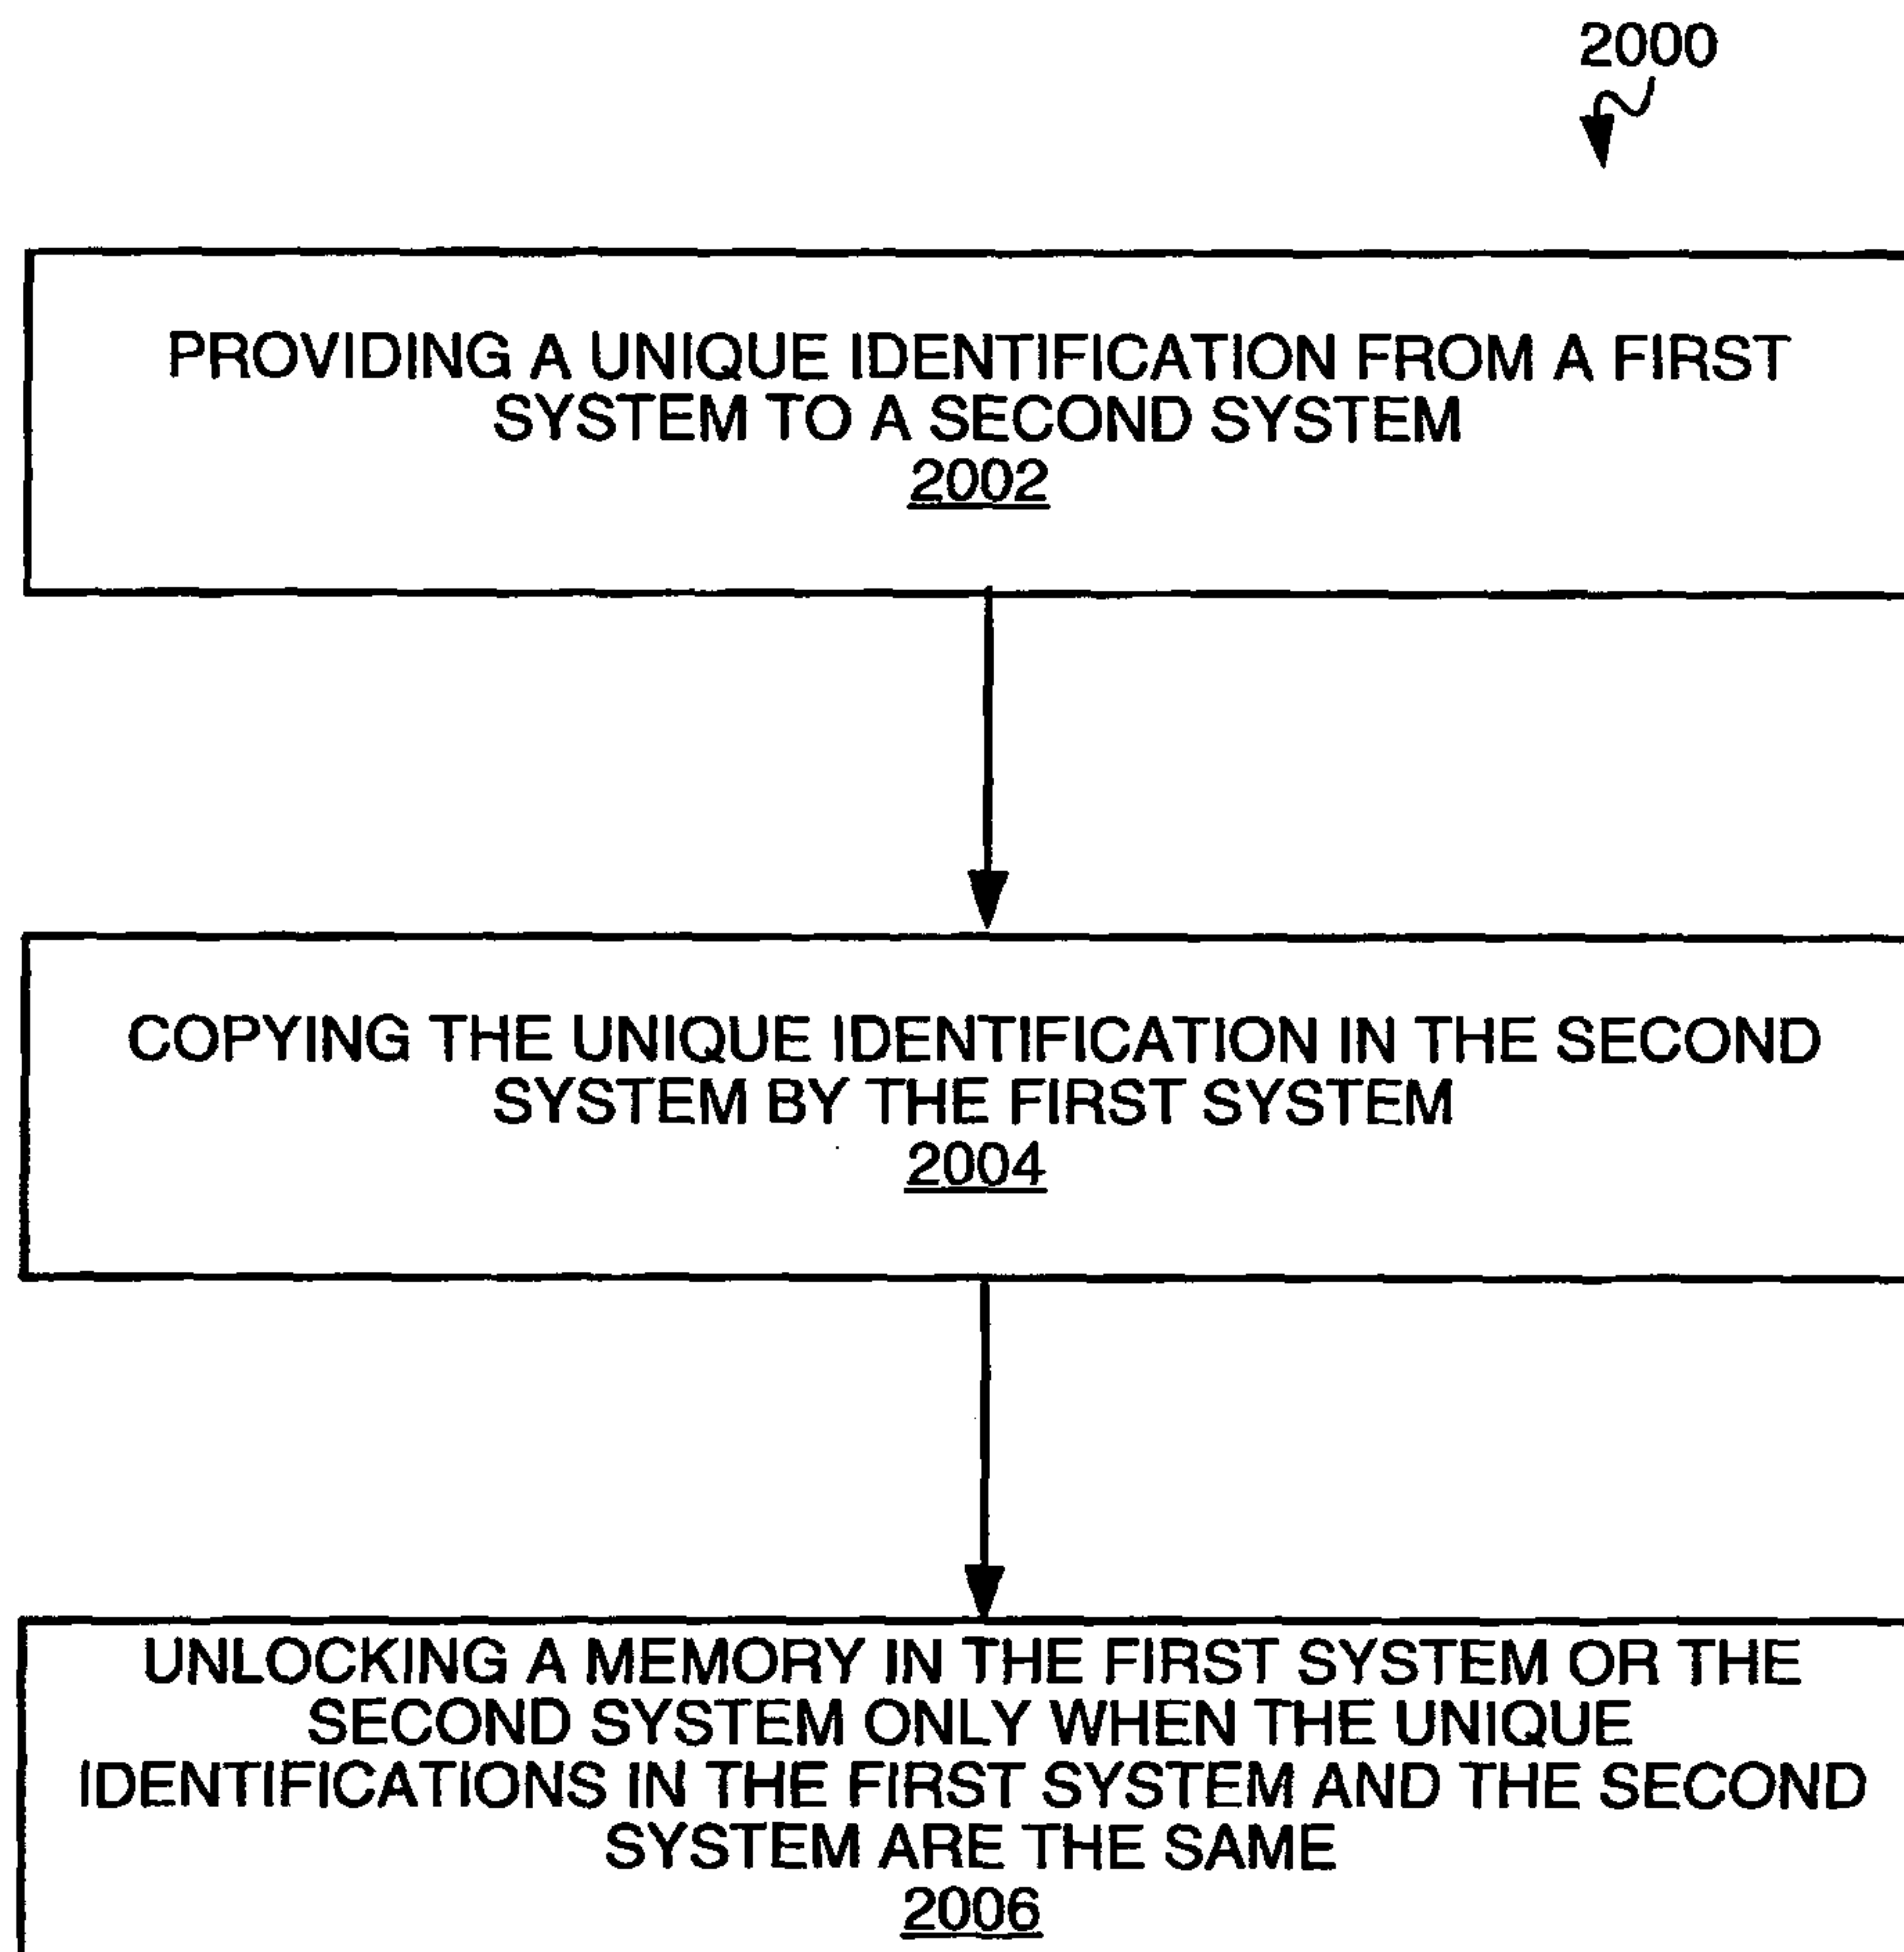 2000
PROVIDING A UNIQUE IDENTIFICATION FROM A FIRST
SYSTEM TO A SECOND SYSTEM
2002
COPYING THE UNIQUE IDENTIFICATION IN THE SECOND
SYSTEM BY THE FIRST SYSTEM
2004
UNLOCKING A MEMORY IN THE FIRST SYSTEM OR THE
SECOND SYSTEM ONLY WHEN THE UNIQUE
IDENTIFICATIONS IN THE FIRST SYSTEM AND THE SECOND
SYSTEM ARE THE SAME
2006